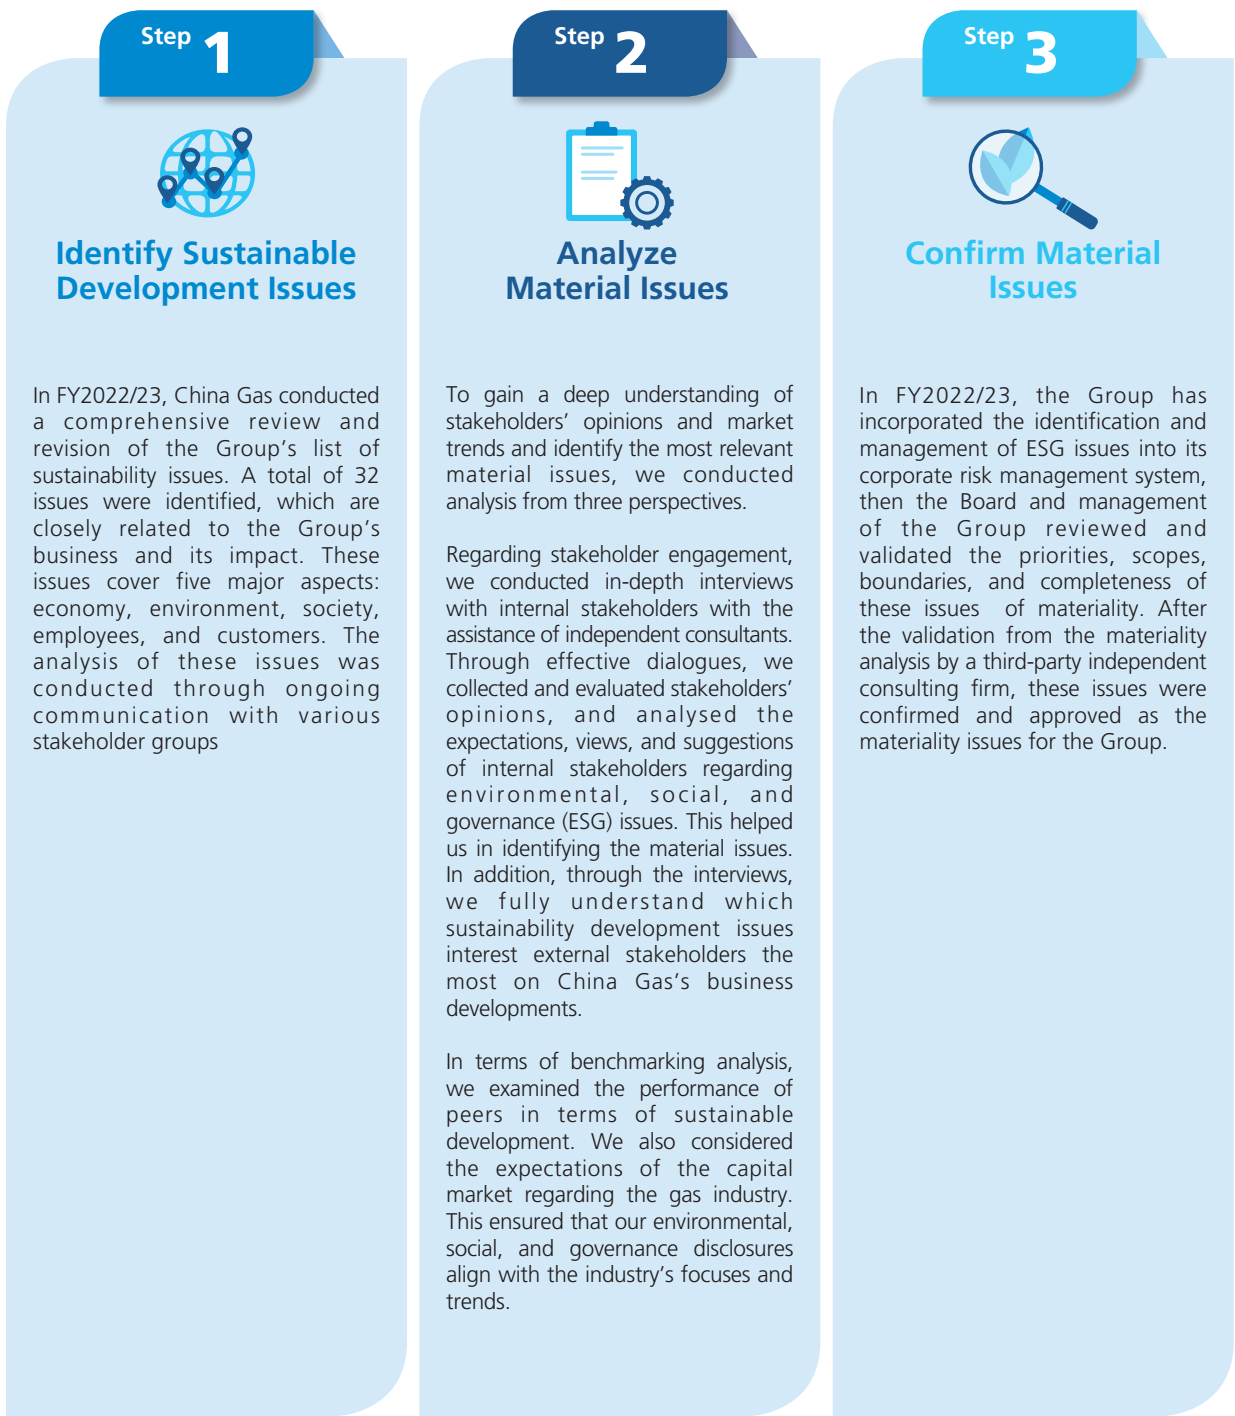 Step 1
Identify Sustainable
Development Issues
In FY2022/23, China Gas conducted
a comprehensive review and
revision of the Group's list of
sustainability issues. A total of 32
issues were identified, which are
closely related to the Group's
business and its impact. These
issues cover five major aspects:
economy, environment, society,
employees, and customers. The
analysis of these issues was
conducted through ongoing
communication with various
stakeholder groups
Step 2
Analyze
Material Issues
To gain a deep understanding of
stakeholders' opinions and market
trends and identify the most relevant
material issues, we conducted
analysis from three perspectives.
Regarding stakeholder engagement,
we conducted in-depth interviews
with internal stakeholders with the
assistance of independent consultants.
Through effective dialogues, we
collected and evaluated stakeholders'
opinions, and analysed the
expectations, views, and suggestions
of internal stakeholders regarding
environmental, social, and
governance (ESG) issues. This helped
us in identifying the material issues.
In addition, through the interviews,
we fully understand which
sustainability development issues
interest external stakeholders the
most on China Gas's business
developments.
In terms of benchmarking analysis,
we examined the performance of
peers in terms of sustainable
development. We also considered
the expectations of the capital
market regarding the gas industry.
This ensured that our environmental,
social, and governance disclosures
align with the industry's focuses and
trends.
Step 3
Confirm Material
Issues
In FY2022/23, the Group has
incorporated the identification and
management of ESG issues into its
corporate risk management system,
then the Board and management
of the Group reviewed and
validated the priorities, scopes,
boundaries, and completeness of
these issues of materiality. After
the validation from the materiality
analysis by a third-party independent
consulting firm, these issues were
confirmed and approved as the
materiality issues for the Group.